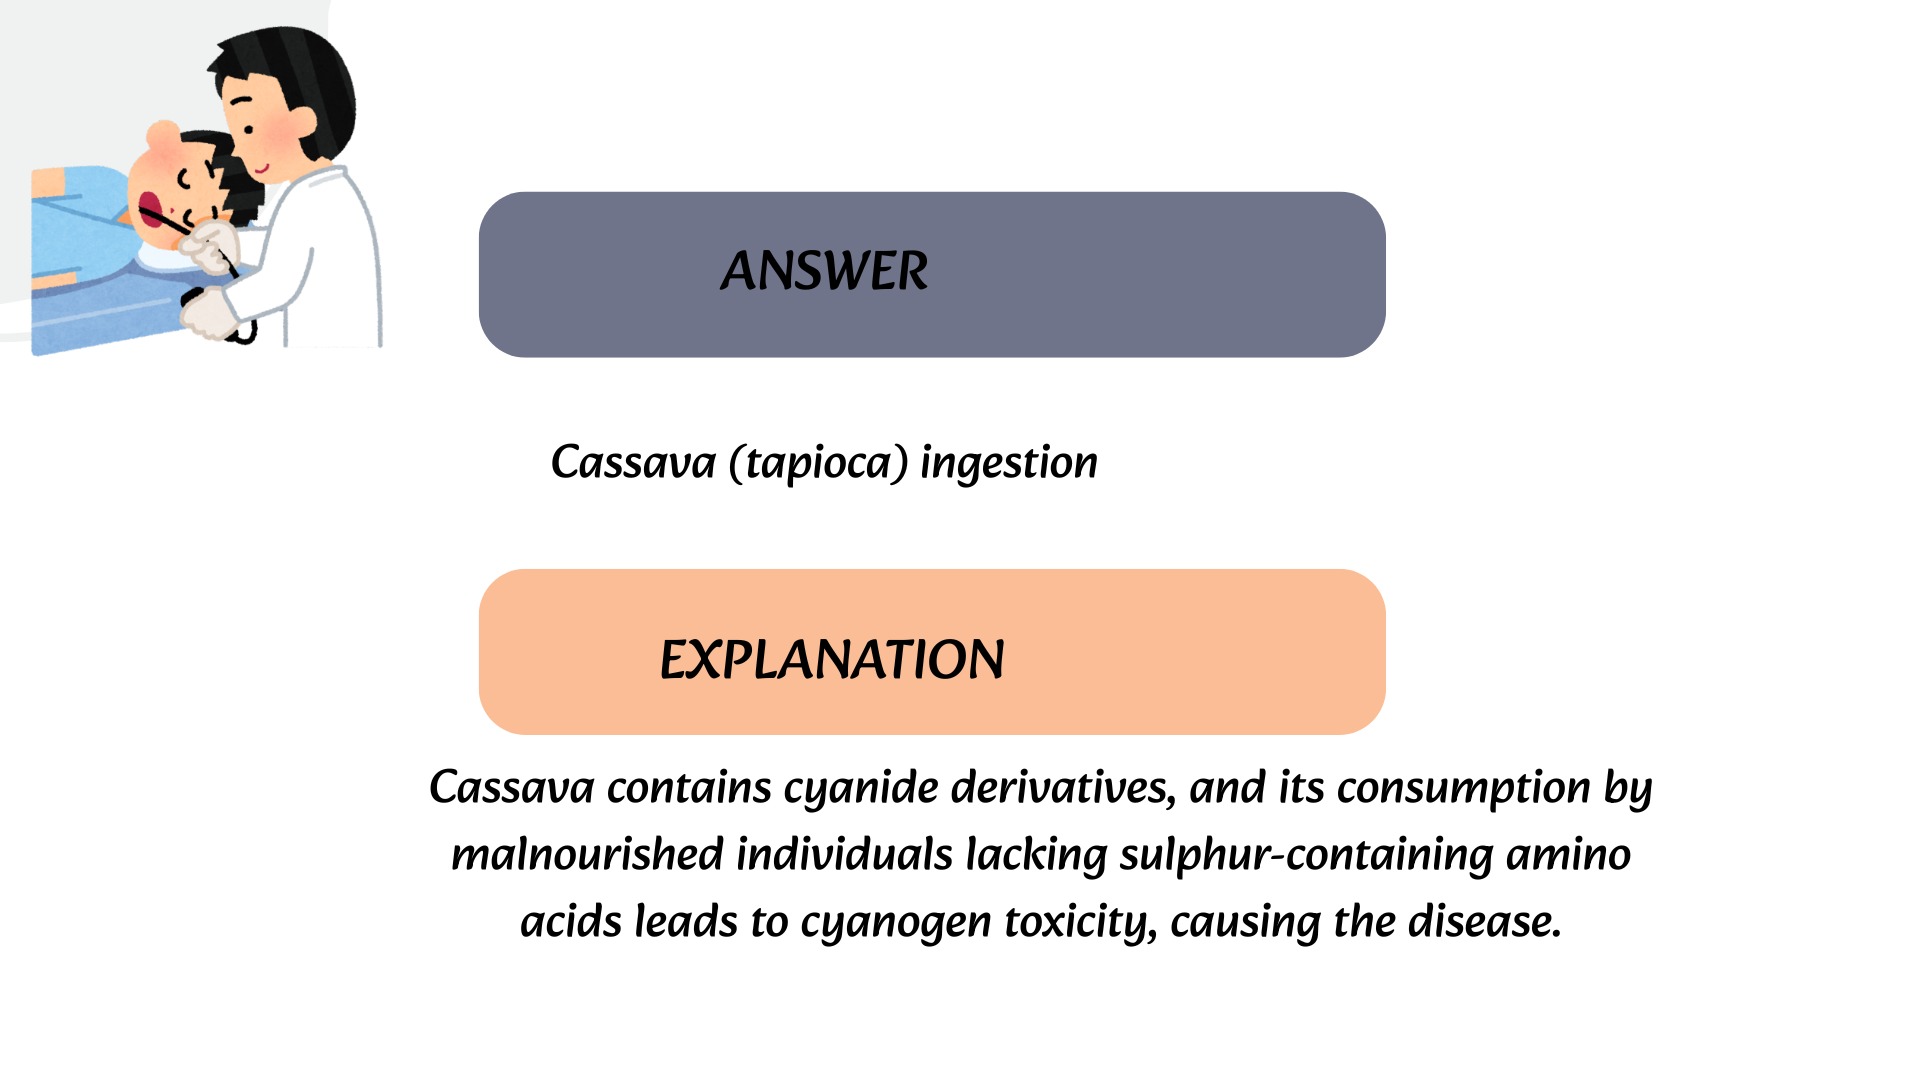 ANSWER
Cassava (tapioca) ingestion
EXPLANATION
Cassava contains cyanide derivatives, and its consumption by
malnourished individuals lacking sulphur-containing amino
acids leads to cyanogen toxicity, causing the disease.